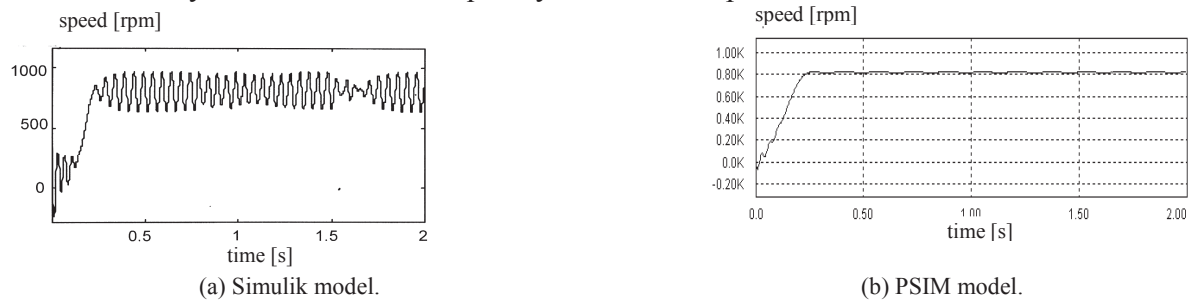 speed [rpm]
1000
500
0
0.5
1
1.5
2
time [s]
(a) Simulik model.
speed [rpm]
1.00K
0.80K
0.60K
0.40K
0.20K
0.0K
-0.20K
0.0
0.50
1.00
1.50
2.00
time [s]
(b) PSIM model.